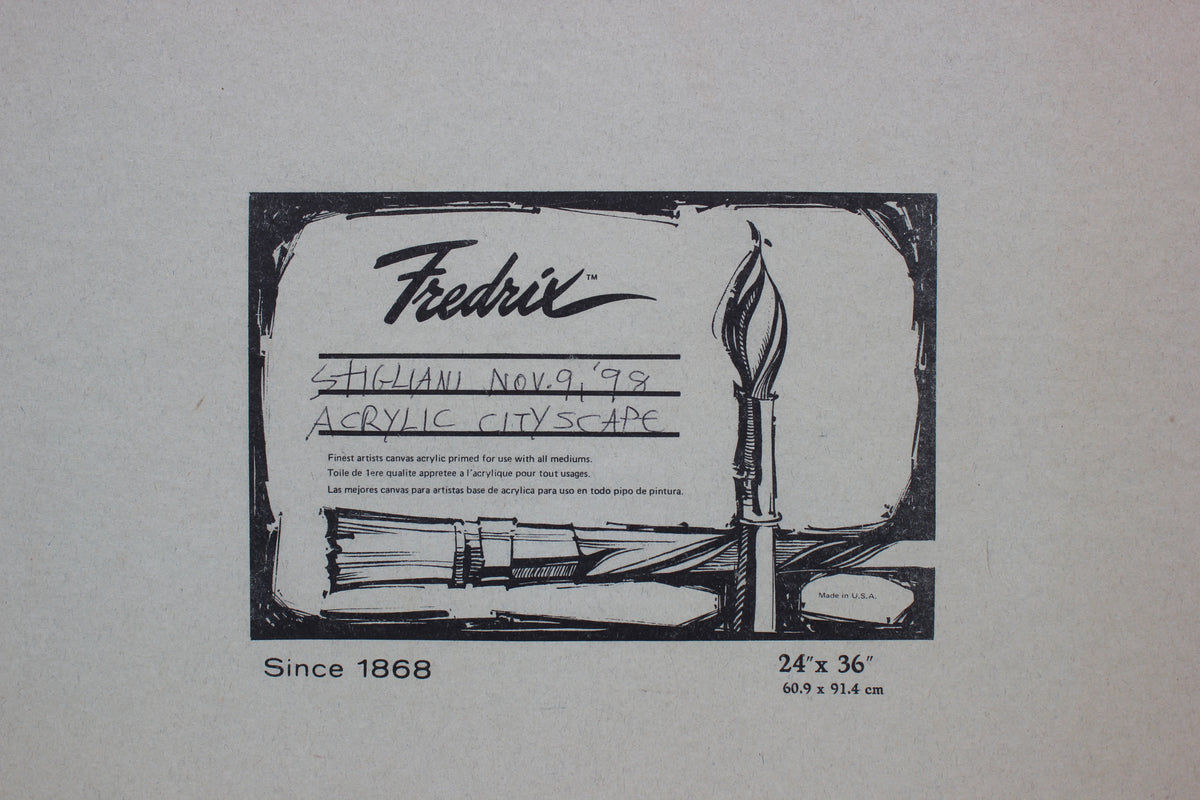 Fredrix™
STIGLIANI NOV. 9, '98
ACRYLIC CITYSCAPE
Finest artists canvas acrylic primed for use with all mediums.
Toile de 1ere qualite appretee a l'acrylique pour tout usages.
Las mejores canvas para artistas base de acrylica para uso en todo pipo de pintura.
Made in U.S.A.
Since 1868
24″x 36″
60.9 x 91.4 cm